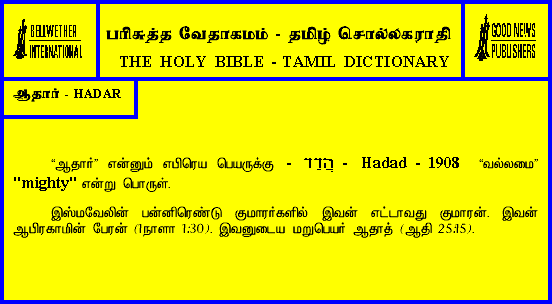 BELLWETHER
INTERNATIONAL
பரிசுத்த வேதாகமம் - தமிழ் சொல்லகராதி
THE HOLY BIBLE - TAMIL DICTIONARY
GOOD NEWS
PUBLISHERS
ஆதார் - HADAR
“ஆதார்” என்னும் எபிரெய பெயருக்கு - הֲדַד - Hadad - 1908 “வல்லமை”
"mighty" என்று பொருள்.
இஸ்மவேலின் பன்னிரெண்டு குமாரர்களில் இவன் எட்டாவது குமாரன். இவன்
ஆபிரகாமின் பேரன் (1நாளா 1:30). இவனுடைய மறுபெயர் ஆதாத் (ஆதி 25:15).